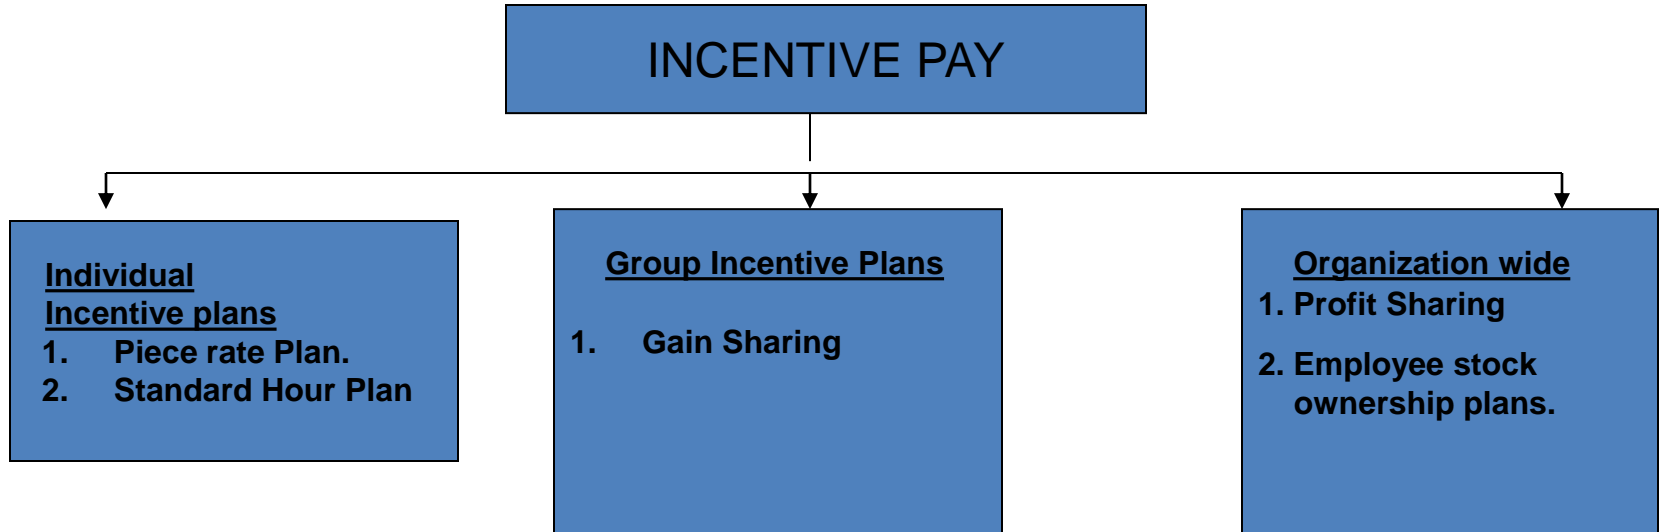 INCENTIVE PAY
Individual
Incentive plans
1. Piece rate Plan.
2. Standard Hour Plan
Group Incentive Plans
1. Gain Sharing
Organization wide
1. Profit Sharing
2. Employee stock
ownership plans.